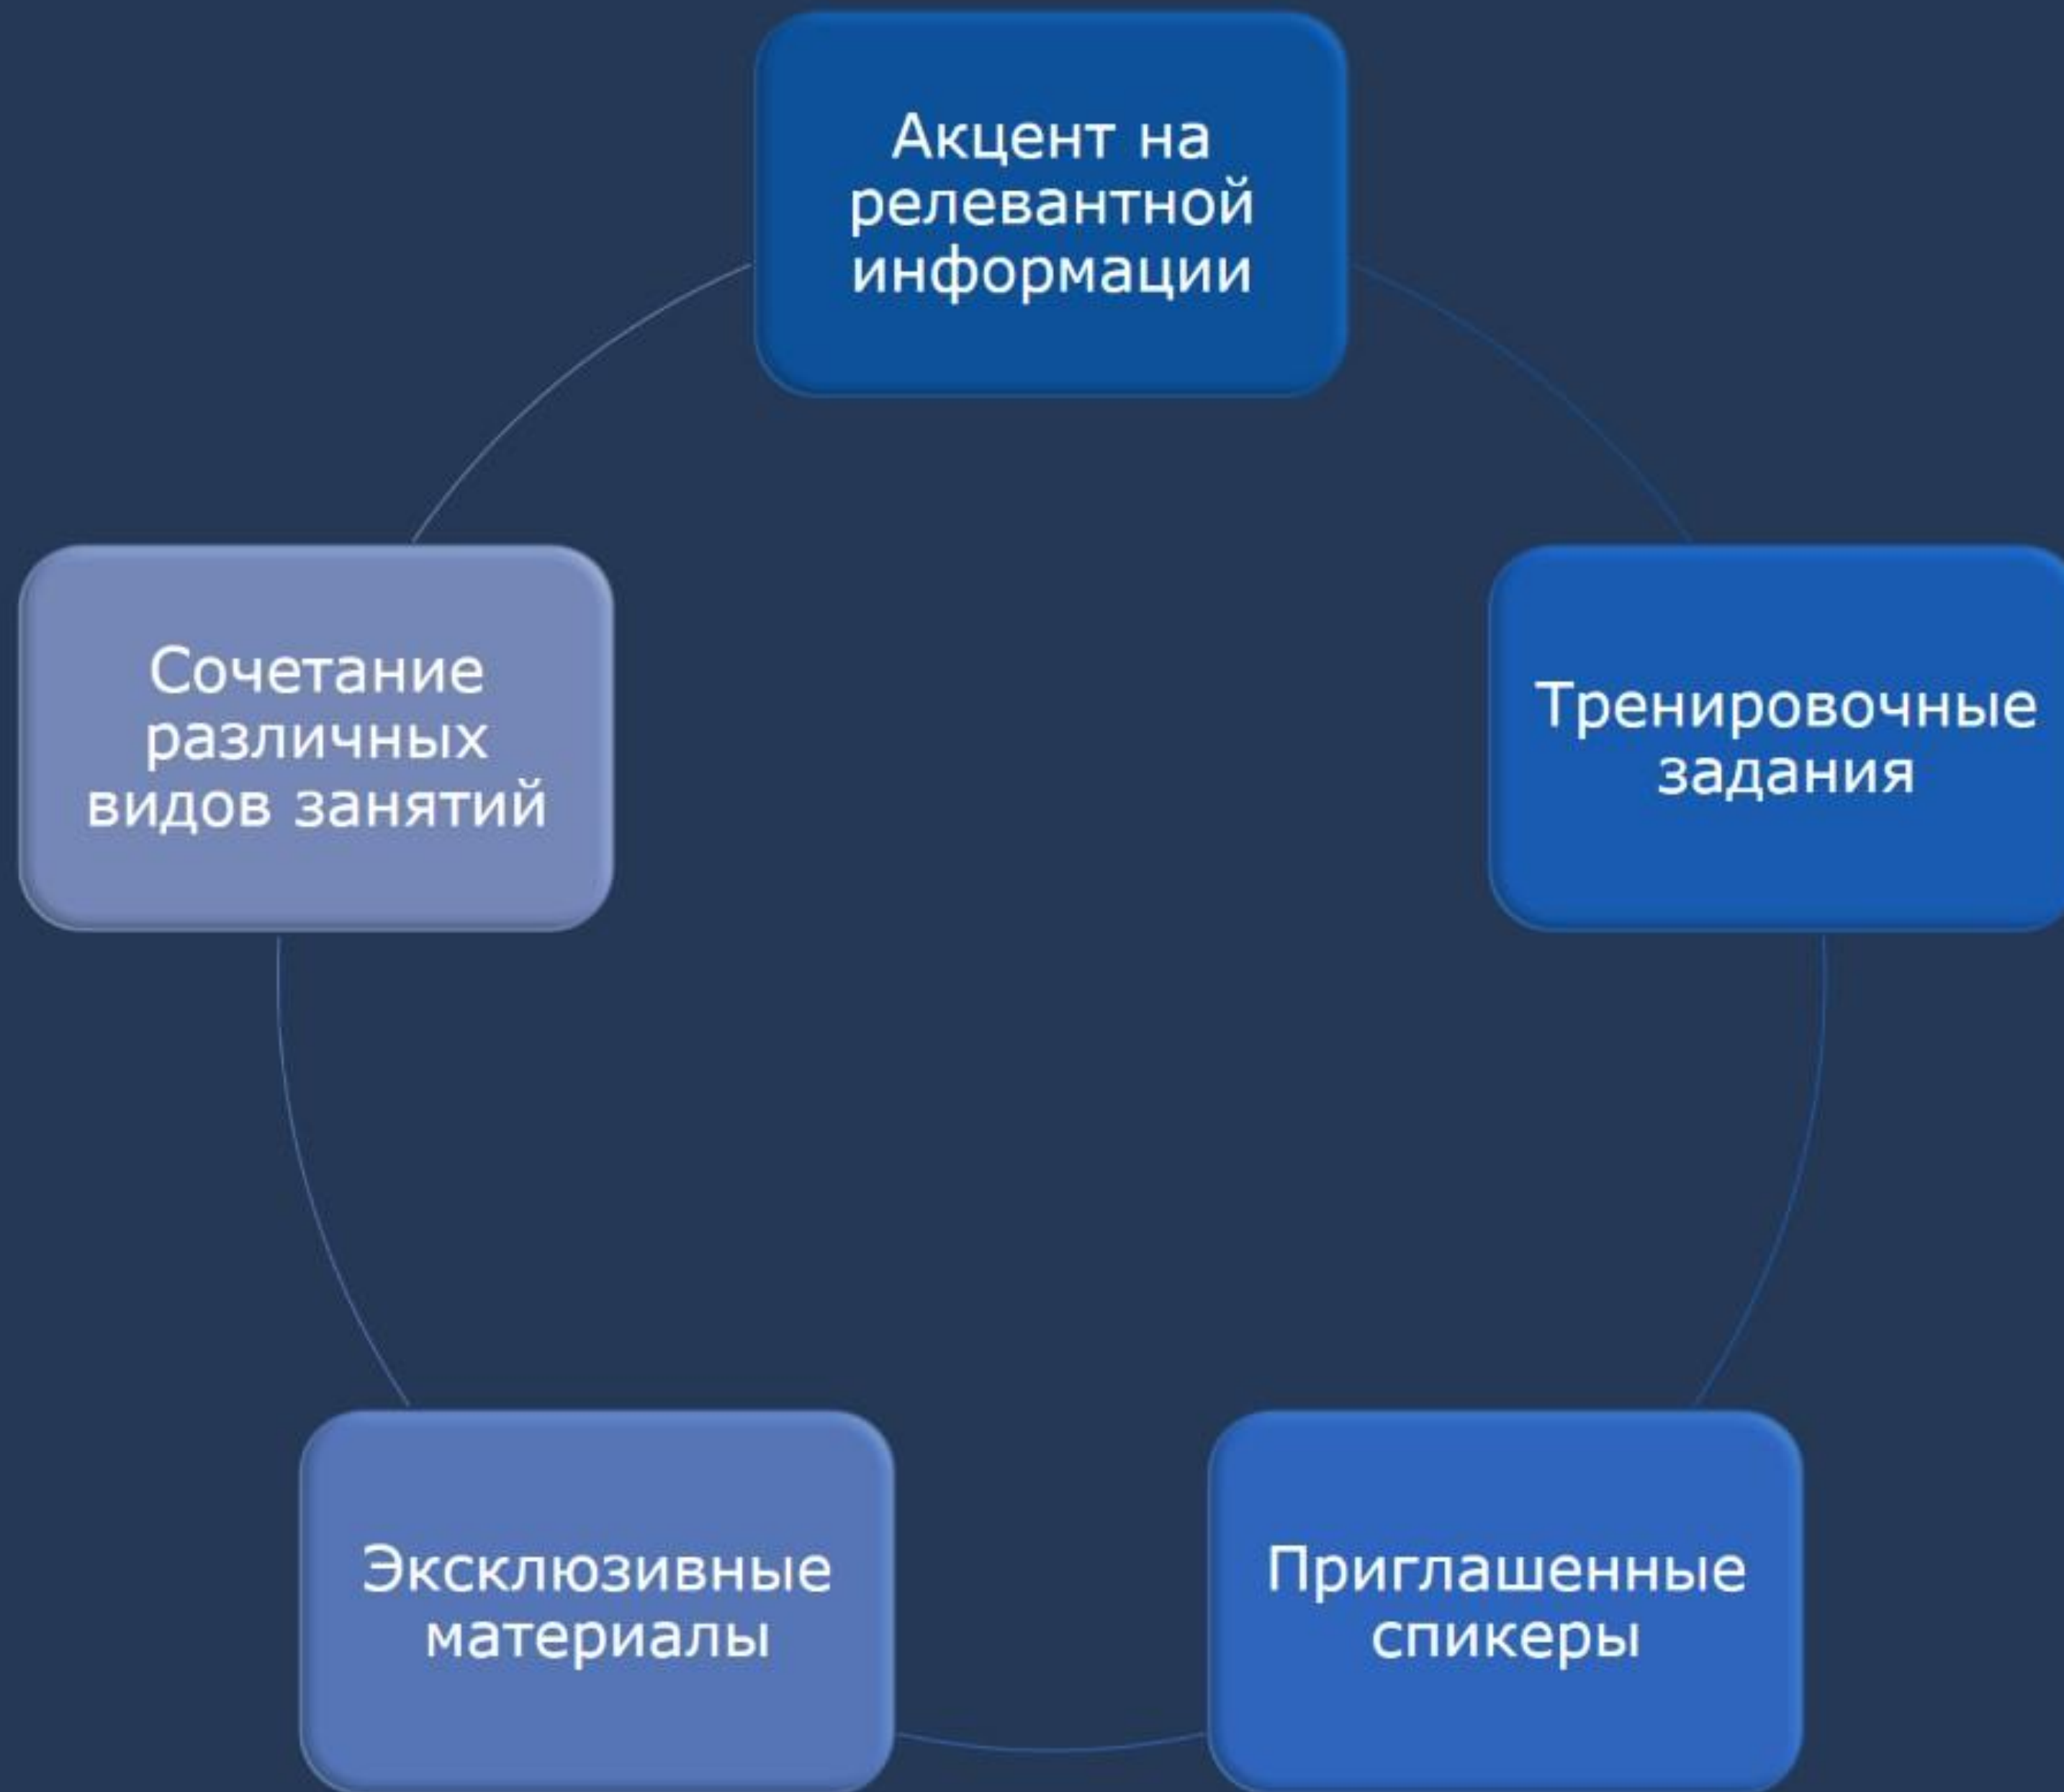 Акцент на
релевантной
информации
Сочетание
различных
видов занятий
Тренировочные
задания
Эксклюзивные
материалы
Приглашенные
спикеры